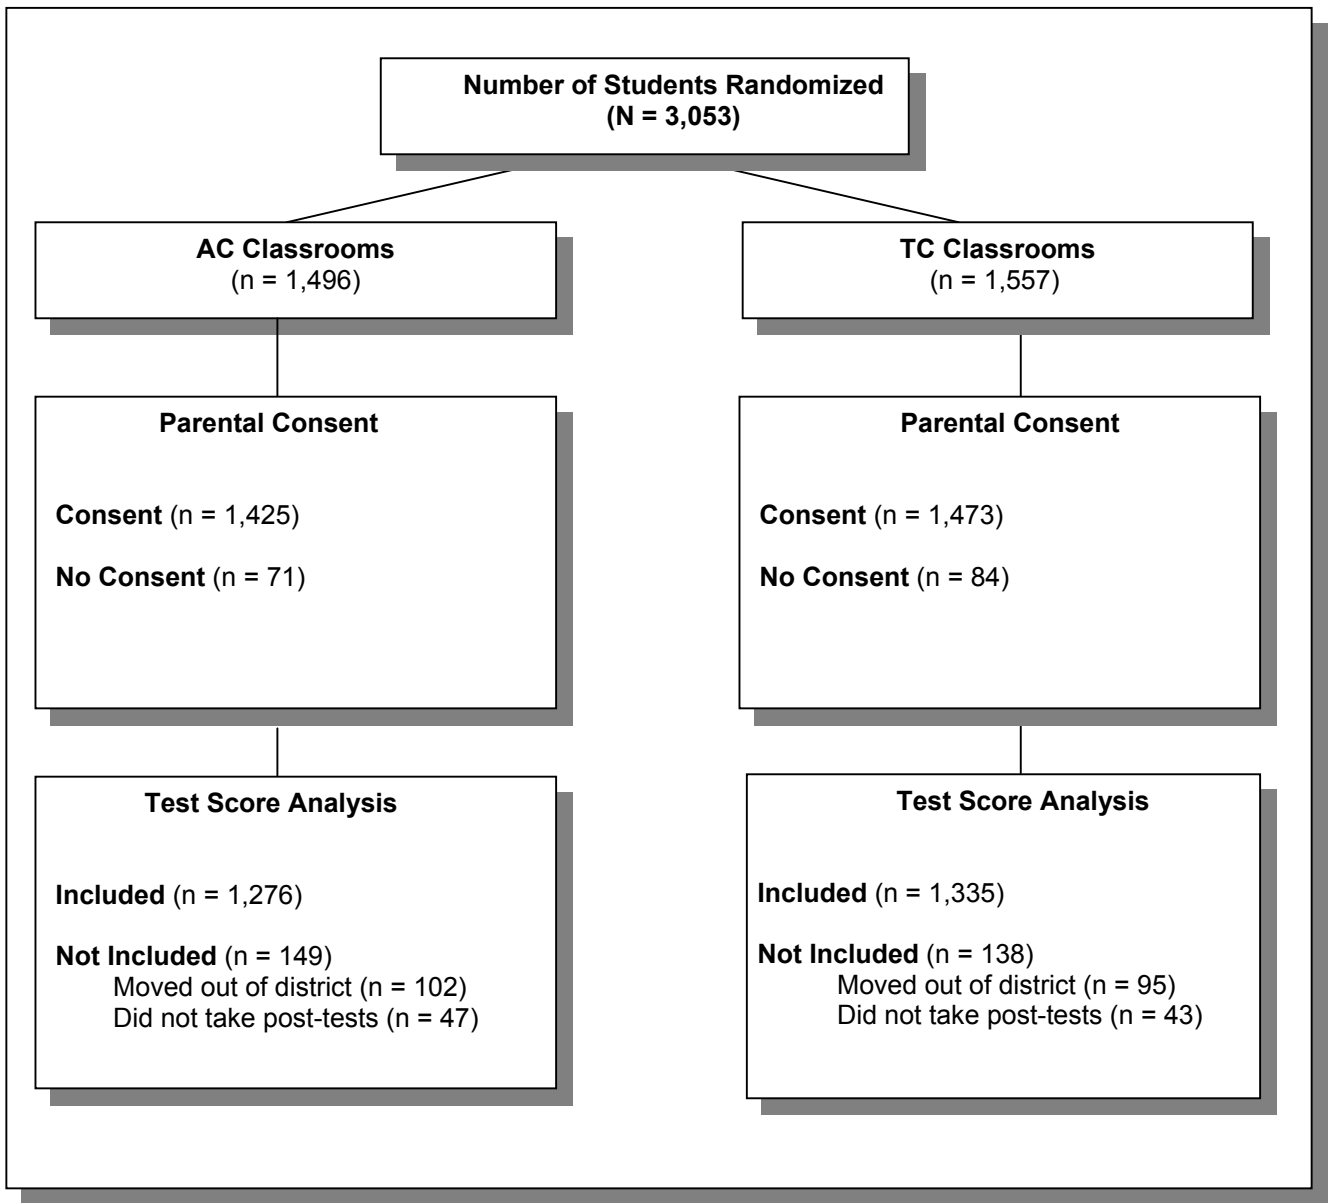 Number of Students Randomized
(N = 3,053)
AC Classrooms
(n = 1,496)
TC Classrooms
(n = 1,557)
Parental Consent
Consent (n = 1,425)
No Consent (n = 71)
Parental Consent
Consent (n = 1,473)
No Consent (n = 84)
Test Score Analysis
Included (n = 1,276)
Not Included (n = 149)
Moved out of district (n = 102)
Did not take post-tests (n = 47)
Test Score Analysis
Included (n = 1,335)
Not Included (n = 138)
Moved out of district (n = 95)
Did not take post-tests (n = 43)